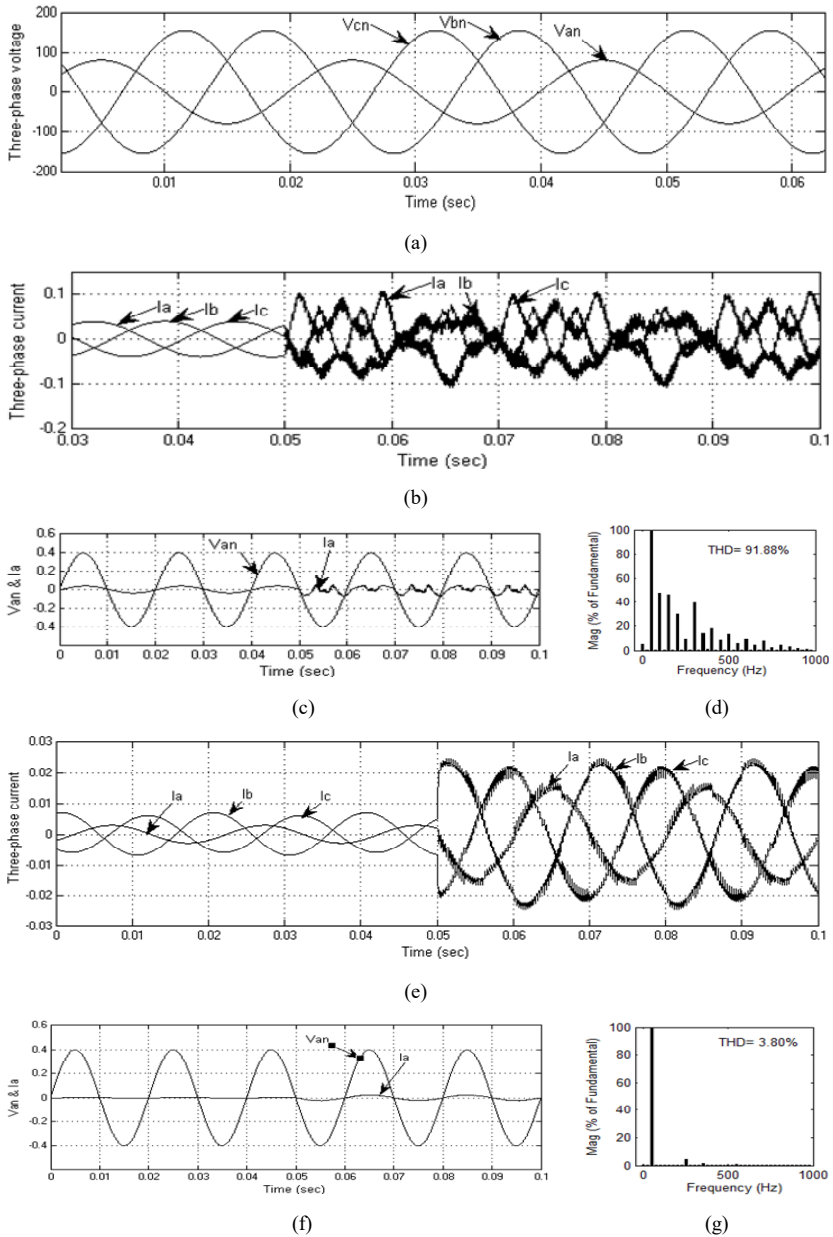 Three-phase voltage
200
100
0
-100
-200
Vcn Vbn Van
0.01 0.02 0.03 0.04 0.05 0.06
Time (sec)
(a)
Three-phase current
0.1
0
-0.1
-0.2
Ia Ib Ic
Ia Ib Ic
0.03 0.04 0.05 0.06 0.07 0.08 0.09 0.1
Time (sec)
(b)
Van & Ia
0.6
0.4
0.2
0
-0.2
-0.4
Van Ia
0 0.01 0.02 0.03 0.04 0.05 0.06 0.07 0.08 0.09 0.1
Time (sec)
(c)
Mag (% of Fundamental)
100
80
60
40
20
0
THD= 91.88%
0 500 1000
Frequency (Hz)
(d)
Three-phase current
0.03
0.02
0.01
0
-0.01
-0.02
-0.03
Ia Ib Ic
Ia Ib Ic
0 0.01 0.02 0.03 0.04 0.05 0.06 0.07 0.08 0.09 0.1
Time (sec)
(e)
Van & Ia
0.6
0.4
0.2
0
-0.2
-0.4
Van
Ia
0 0.01 0.02 0.03 0.04 0.05 0.06 0.07 0.08 0.09 0.1
Time (sec)
(f)
Mag (% of Fundamental)
100
80
60
40
20
0
THD= 3.80%
0 500 1000
Frequency (Hz)
(g)